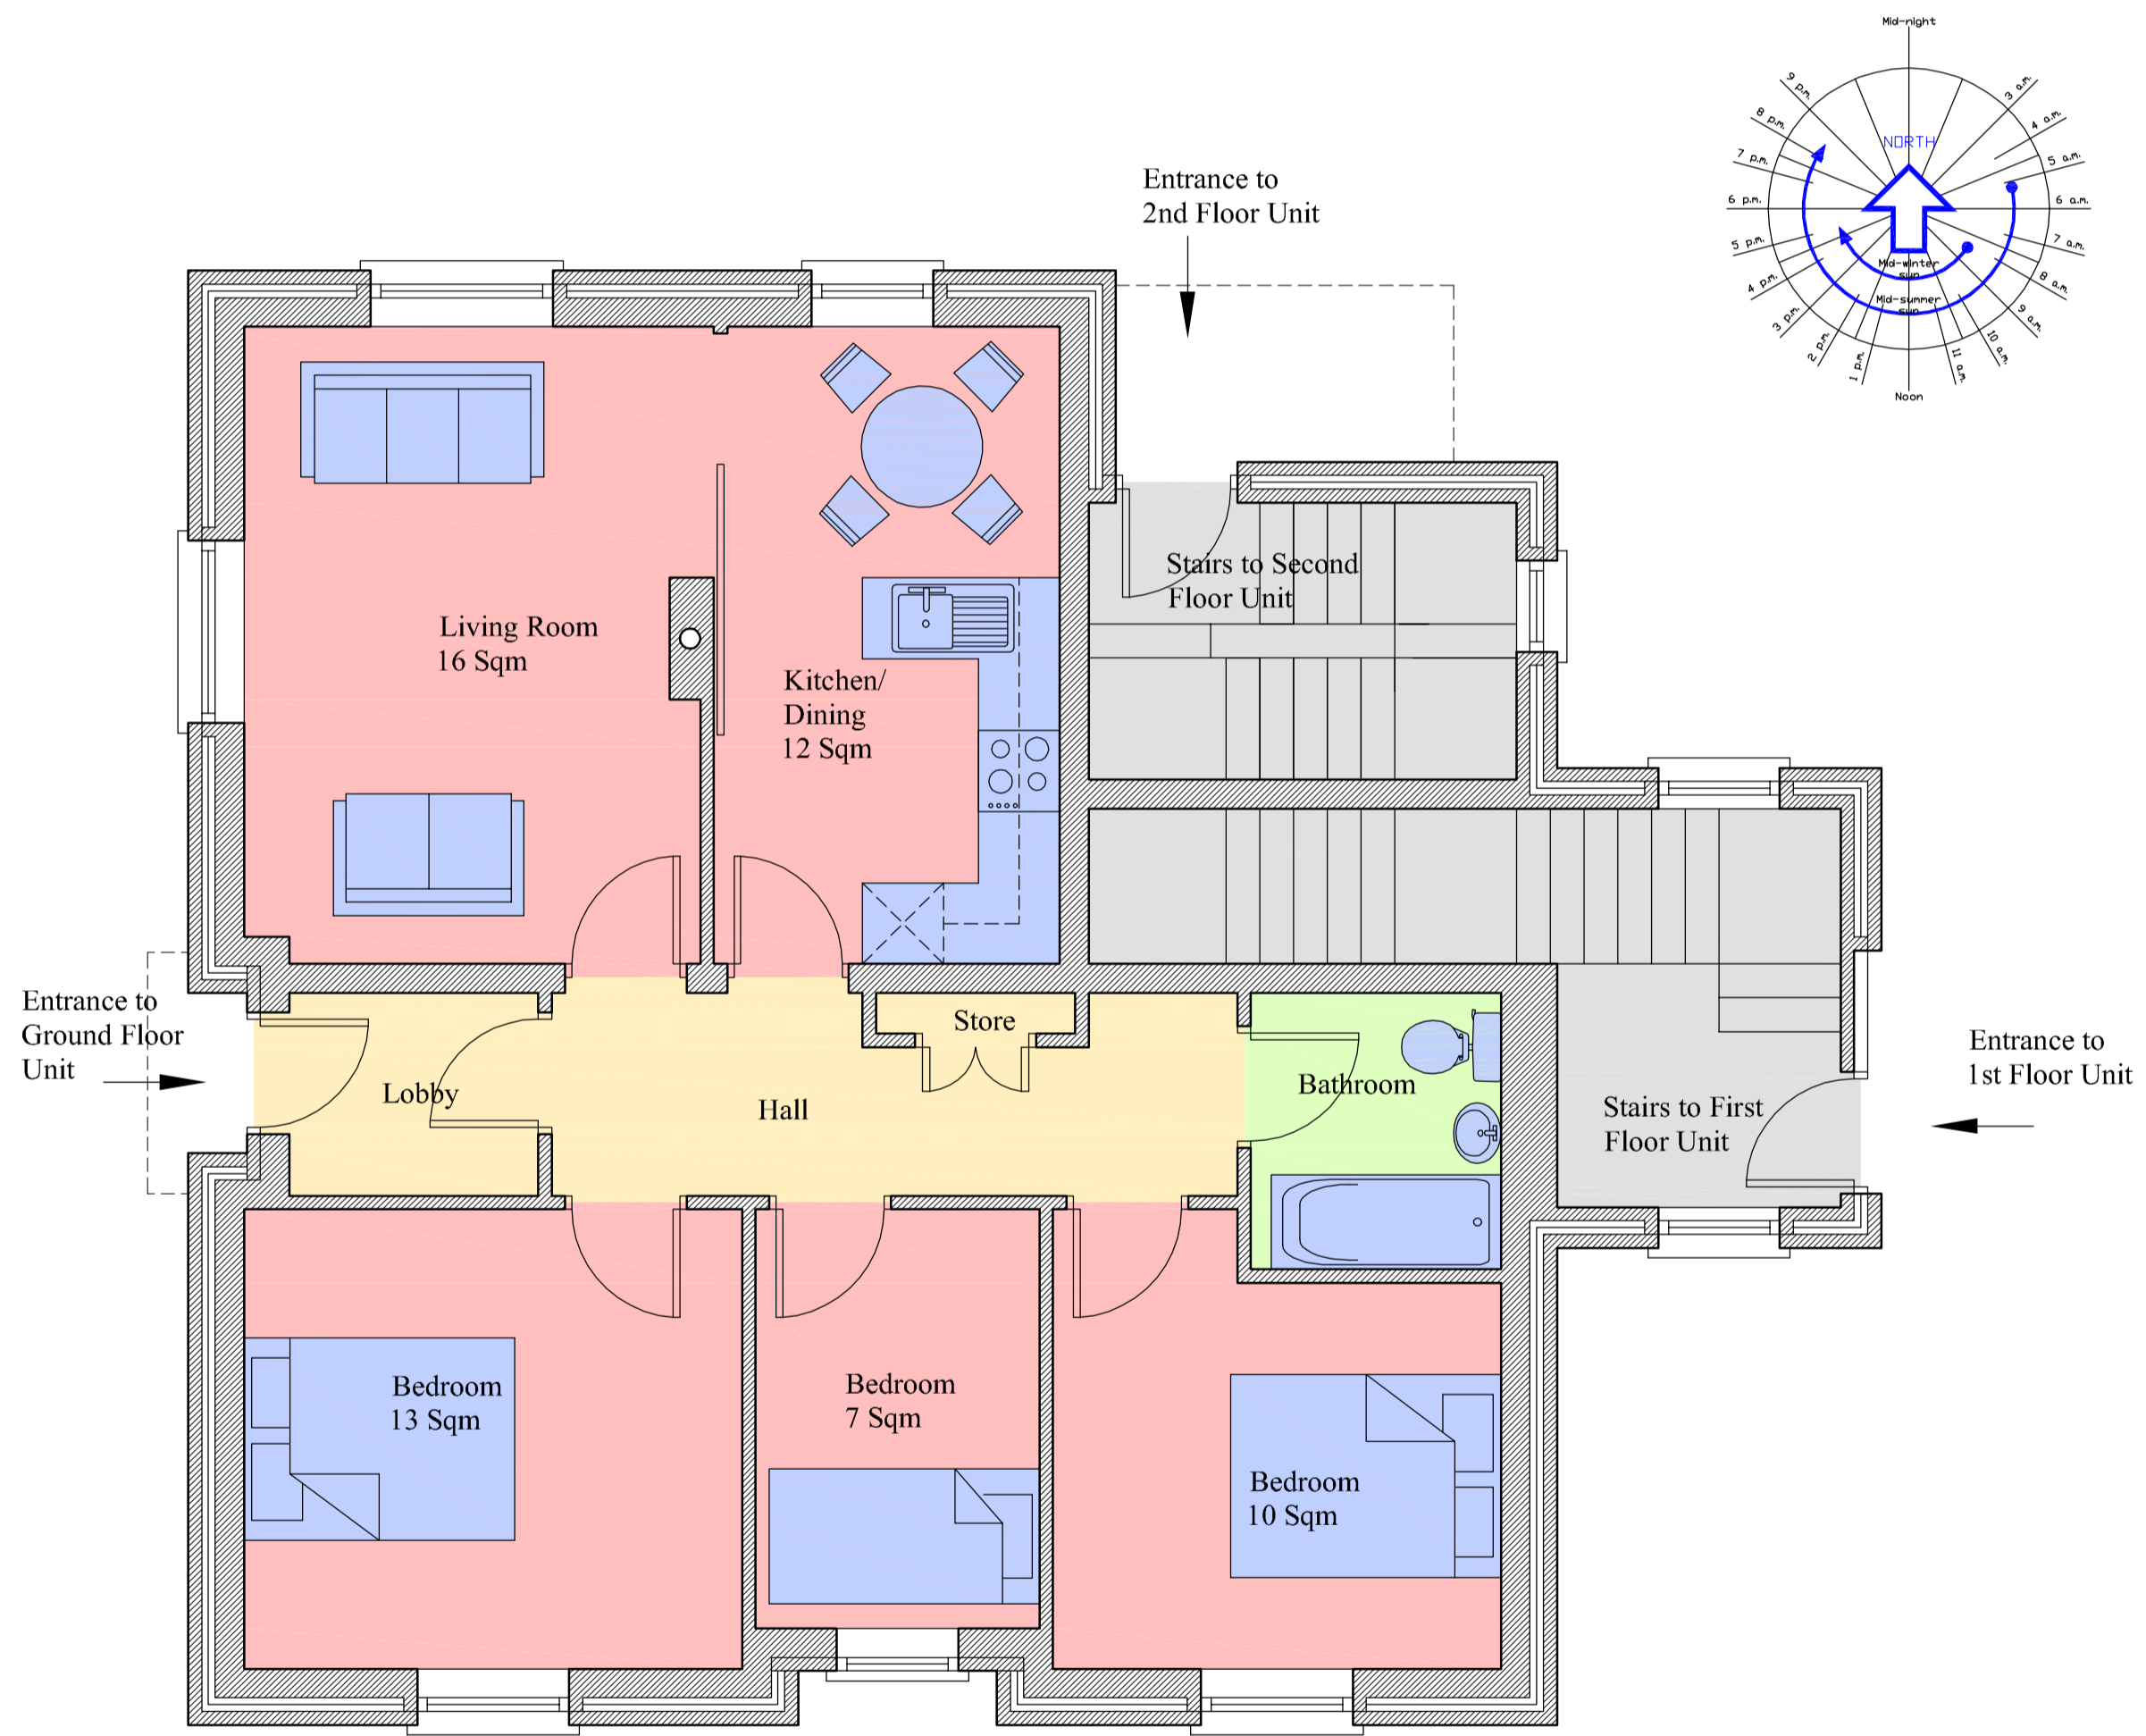 Mid-night
9 p.m.
3 a.m.
8 p.m.
4 a.m.
NORTH
7 p.m.
5 a.m.
6 p.m.
6 a.m.
5 p.m.
7 a.m.
Mid-winter
sun
4 p.m.
8 a.m.
Mid-summer
sun
3 p.m.
9 a.m.
2 p.m.
10 a.m.
1 p.m.
11 a.m.
Noon
Entrance to
2nd Floor Unit
Stairs to Second
Floor Unit
Living Room
16 Sqm
Kitchen/
Dining
12 Sqm
Entrance to
Ground Floor
Unit
Lobby
Hall
Store
Bathroom
Stairs to First
Floor Unit
Entrance to
1st Floor Unit
Bedroom
13 Sqm
Bedroom
7 Sqm
Bedroom
10 Sqm